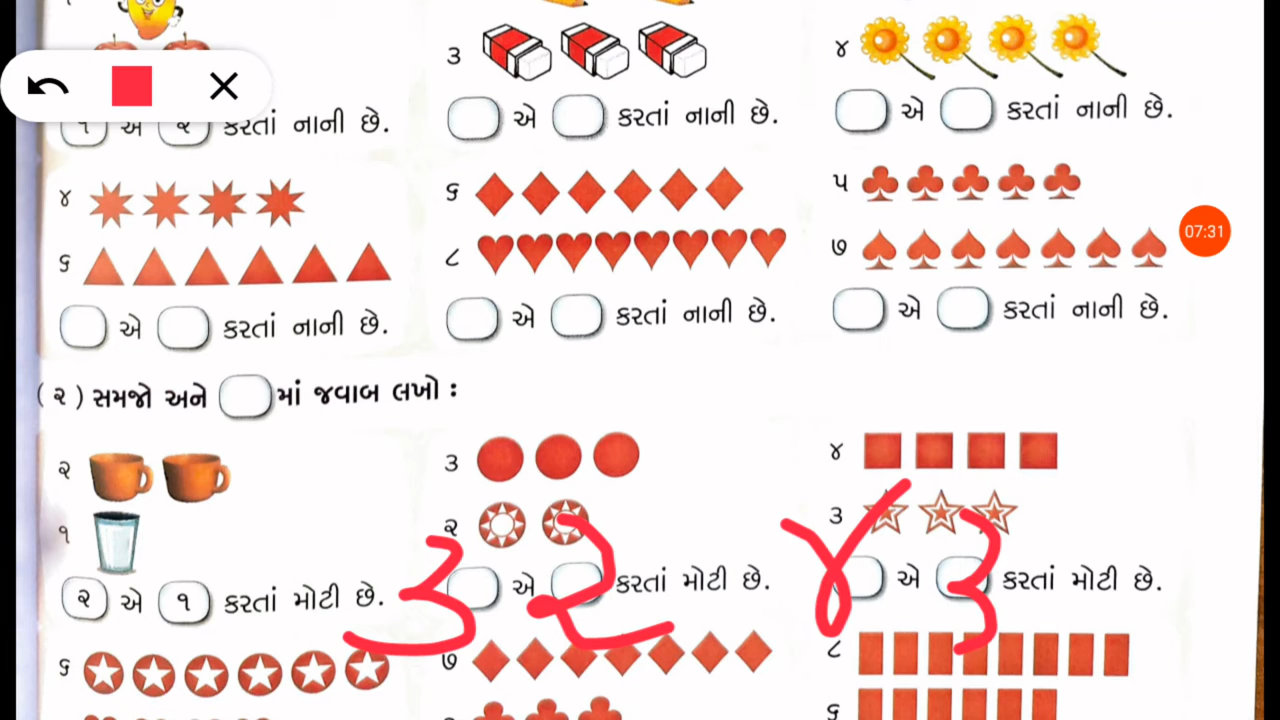 ૩
૪
૧ એ ૨ કરતાં નાની છે.
એ કરતાં નાની છે.
એ કરતાં નાની છે.
૪
૬
૫
૬
૮
૭
07:31
એ કરતાં નાની છે.
એ કરતાં નાની છે.
એ કરતાં નાની છે.
(૨) સમજો અને માં જવાબ લખો :
૨
૩
૪
૧
૨
૩
૨ એ ૧ કરતાં મોટી છે.
૩ એ ૨ કરતાં મોટી છે.
૪ એ ૩ કરતાં મોટી છે.
૬
૭
૮
૬